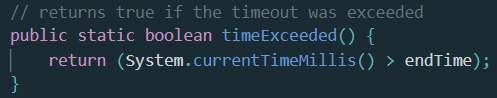 // returns true if the timeout was exceeded
public static boolean timeExceeded() {
    return (System.currentTimeMillis() > endTime);
}